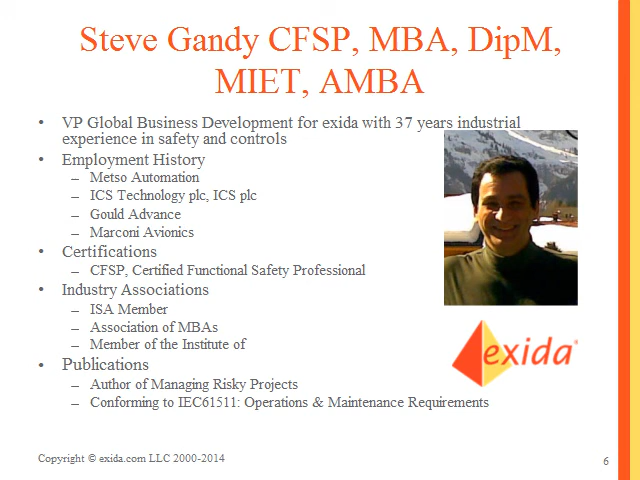 Steve Gandy CFSP, MBA, DipM,
MIET, AMBA
• VP Global Business Development for exida with 37 years industrial
experience in safety and controls
• Employment History
– Metso Automation
– ICS Technology plc, ICS plc
– Gould Advance
– Marconi Avionics
• Certifications
– CFSP, Certified Functional Safety Professional
• Industry Associations
– ISA Member
– Association of MBAs
– Member of the Institute of
• Publications
– Author of Managing Risky Projects
– Conforming to IEC61511: Operations & Maintenance Requirements
exida
Copyright © exida.com LLC 2000-2014
6